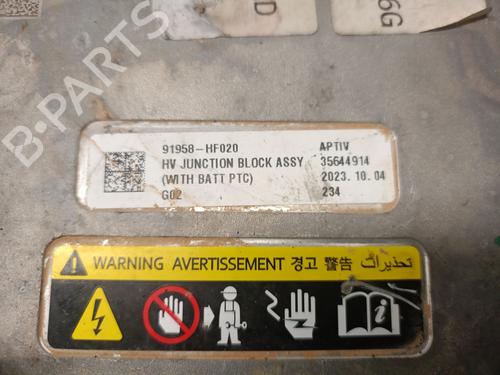 D
6G
B-PARTS
91958-HF020 APTIV
HV JUNCTION BLOCK ASSY 35644914
(WITH BATT PTC) 2023.10.04
G02 234
WARNING AVERTISSEMENT 경고 警告 تحذيرات